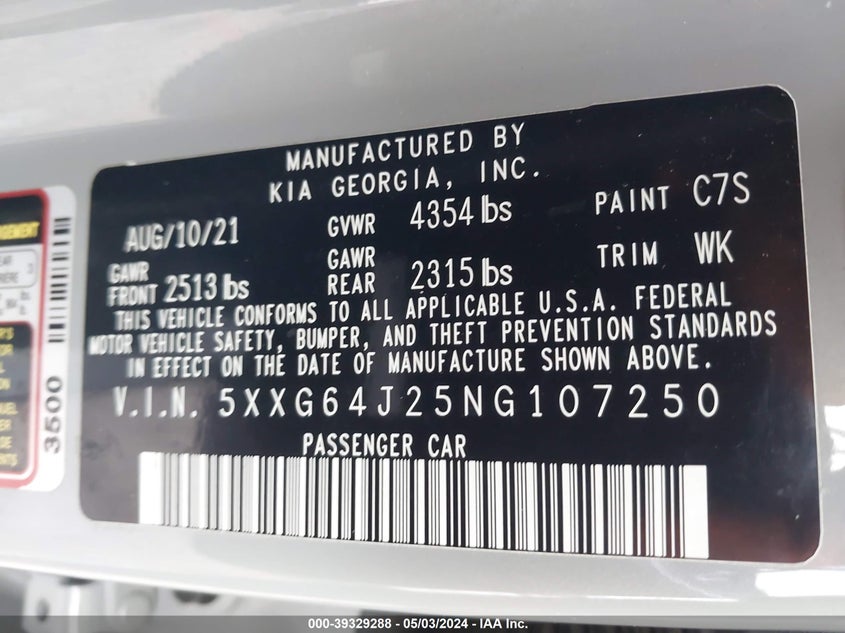 MANUFACTURED BY
KIA GEORGIA, INC.
AUG/10/21 GVWR 4354 lbs PAINT C7S
GAWR FRONT 2513 lbs GAWR REAR 2315 lbs TRIM WK
THIS VEHICLE CONFORMS TO ALL APPLICABLE U.S.A. FEDERAL
MOTOR VEHICLE SAFETY, BUMPER, AND THEFT PREVENTION STANDARDS
IN EFFECT ON THE DATE OF MANUFACTURE SHOWN ABOVE.
V.I.N. 5XXG64J25NG107250
PASSENGER CAR
3500
000-39329288 - 05/03/2024 - IAA Inc.